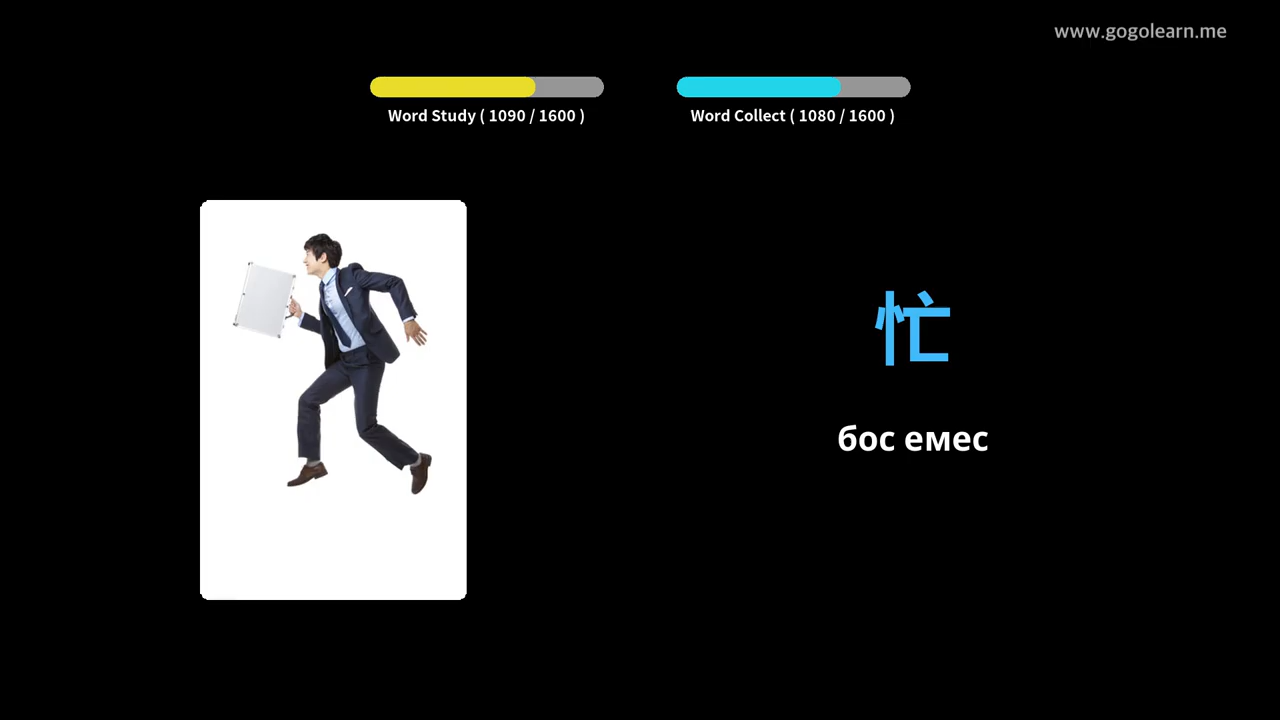 www.gogolearn.me
Word Study ( 1090 / 1600 )
Word Collect ( 1080 / 1600 )
忙
бос емес